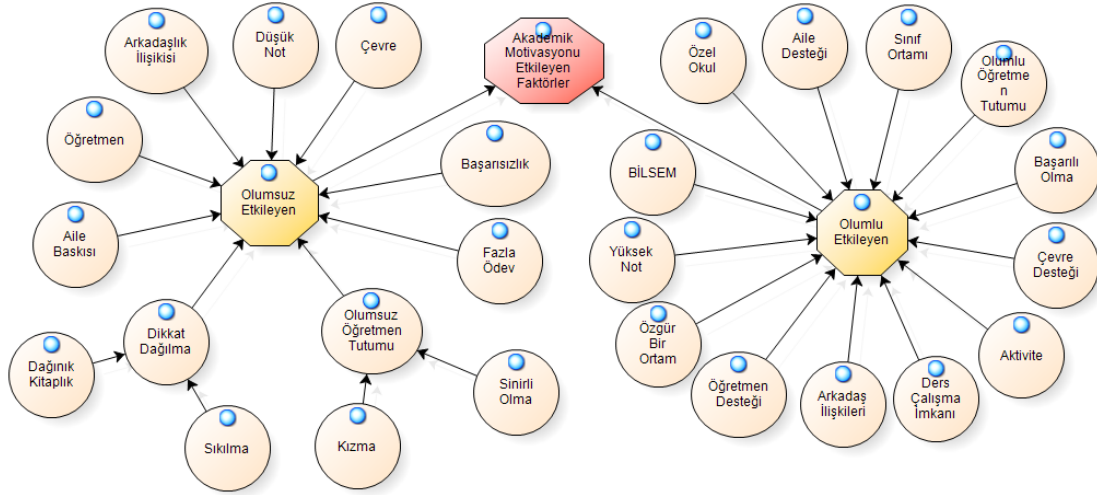 Arkadaşlık
İlişikisi
Düşük
Not
Çevre
Akademik
Motivasyonu
Etkileyen
Faktörler
Özel
Okul
Aile
Desteği
Sınıf
Ortamı
Olumlu
Öğretme
n
Tutumu
Öğretmen
Başarısızlık
BİLSEM
Başarılı
Olma
Olumsuz
Etkileyen
Olumlu
Etkileyen
Aile
Baskısı
Fazla
Ödev
Yüksek
Not
Çevre
Desteği
Dikkat
Dağılma
Olumsuz
Öğretmen
Tutumu
Özgür
Bir
Ortam
Aktivite
Dağınık
Kitaplık
Sinirli
Olma
Öğretmen
Desteği
Arkadaş
İlişkileri
Ders
Çalışma
İmkanı
Sıkılma
Kızma